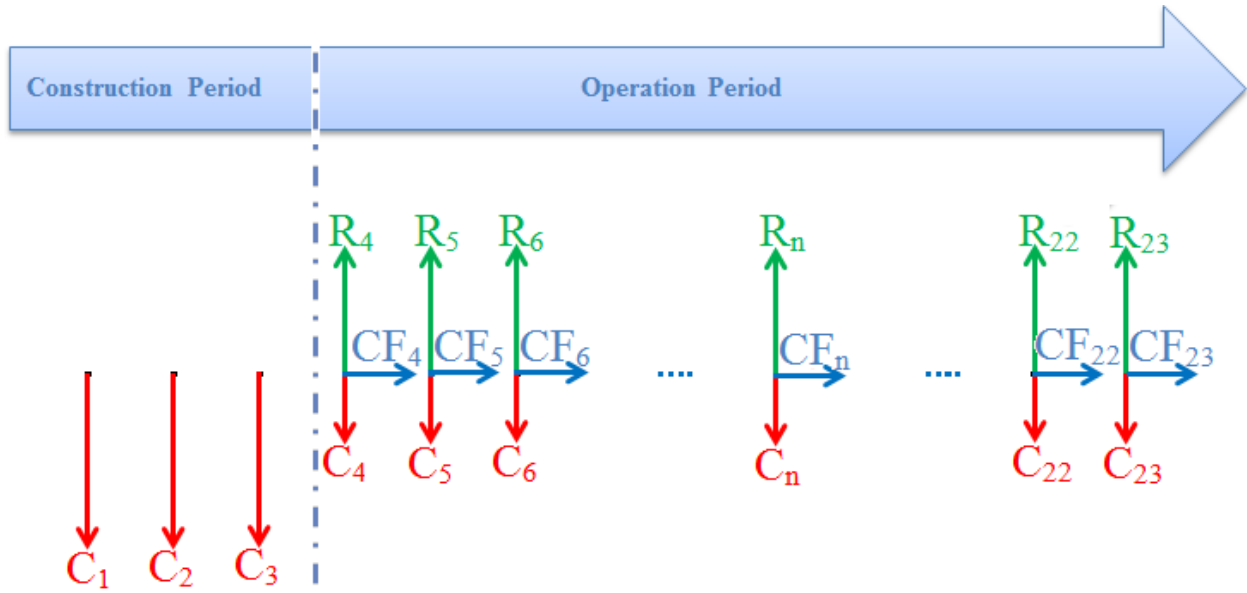 Construction Period Operation Period
R₄ R₅ R₆ Rₙ R₂₂ R₂₃
CF₄ CF₅ CF₆ .... CFₙ .... CF₂₂ CF₂₃
C₄ C₅ C₆ Cₙ C₂₂ C₂₃
C₁ C₂ C₃